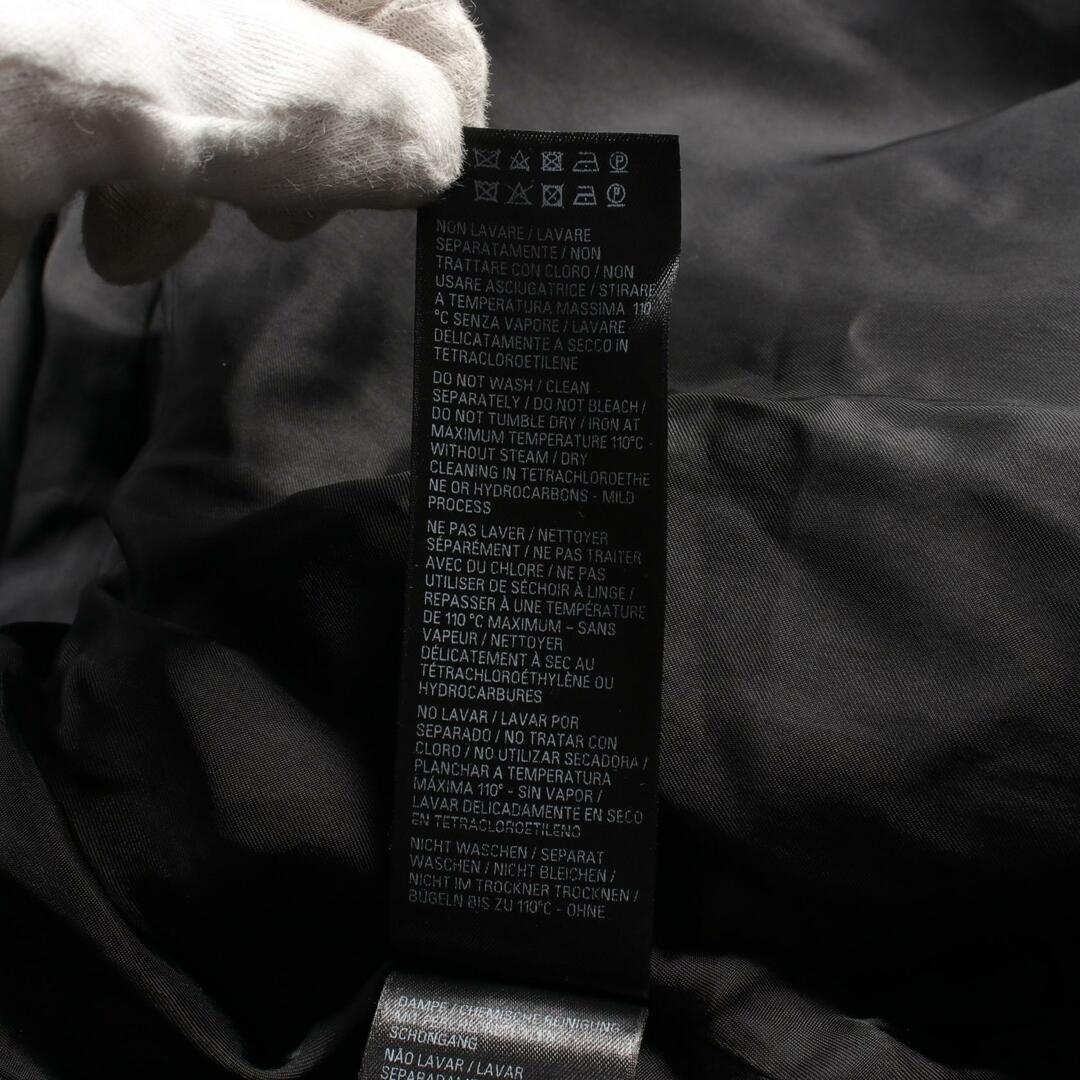 NON LAVARE / LAVARE
SEPARATAMENTE / NON
TRATTARE CON CLORO / NON
USARE ASCIUGATRICE / STIRARE
A TEMPERATURA MASSIMA 110
°C SENZA VAPORE / LAVARE
DELICATAMENTE A SECCO IN
TETRACLOROETILENE
DO NOT WASH / CLEAN
SEPARATELY / DO NOT BLEACH /
DO NOT TUMBLE DRY / IRON AT
MAXIMUM TEMPERATURE 110°C -
WITHOUT STEAM / DRY
CLEANING IN TETRACHLOROETHE
NE OR HYDROCARBONS - MILD
PROCESS
NE PAS LAVER / NETTOYER
SÉPARÉMENT / NE PAS TRAITER
AVEC DU CHLORE / NE PAS
UTILISER DE SÉCHOIR À LINGE /
REPASSER À UNE TEMPÉRATURE
DE 110 °C MAXIMUM – SANS
VAPEUR / NETTOYER
DÉLICATEMENT À SEC AU
TÉTRACHLOROÉTHYLÈNE OU
HYDROCARBURES
NO LAVAR / LAVAR POR
SEPARADO / NO TRATAR CON
CLORO / NO UTILIZAR SECADORA /
PLANCHAR A TEMPERATURA
MÁXIMA 110° - SIN VAPOR /
LAVAR DELICADAMENTE EN SECO
EN TETRACLOROETILENO
NICHT WASCHEN / SEPARAT
WASCHEN / NICHT BLEICHEN /
NICHT IM TROCKNER TROCKNEN /
BÜGELN BIS ZU 110°C - OHNE
DAMPF / CHEMISCHE REINIGUNG
SCHONGANG
NÃO LAVAR / LAVAR